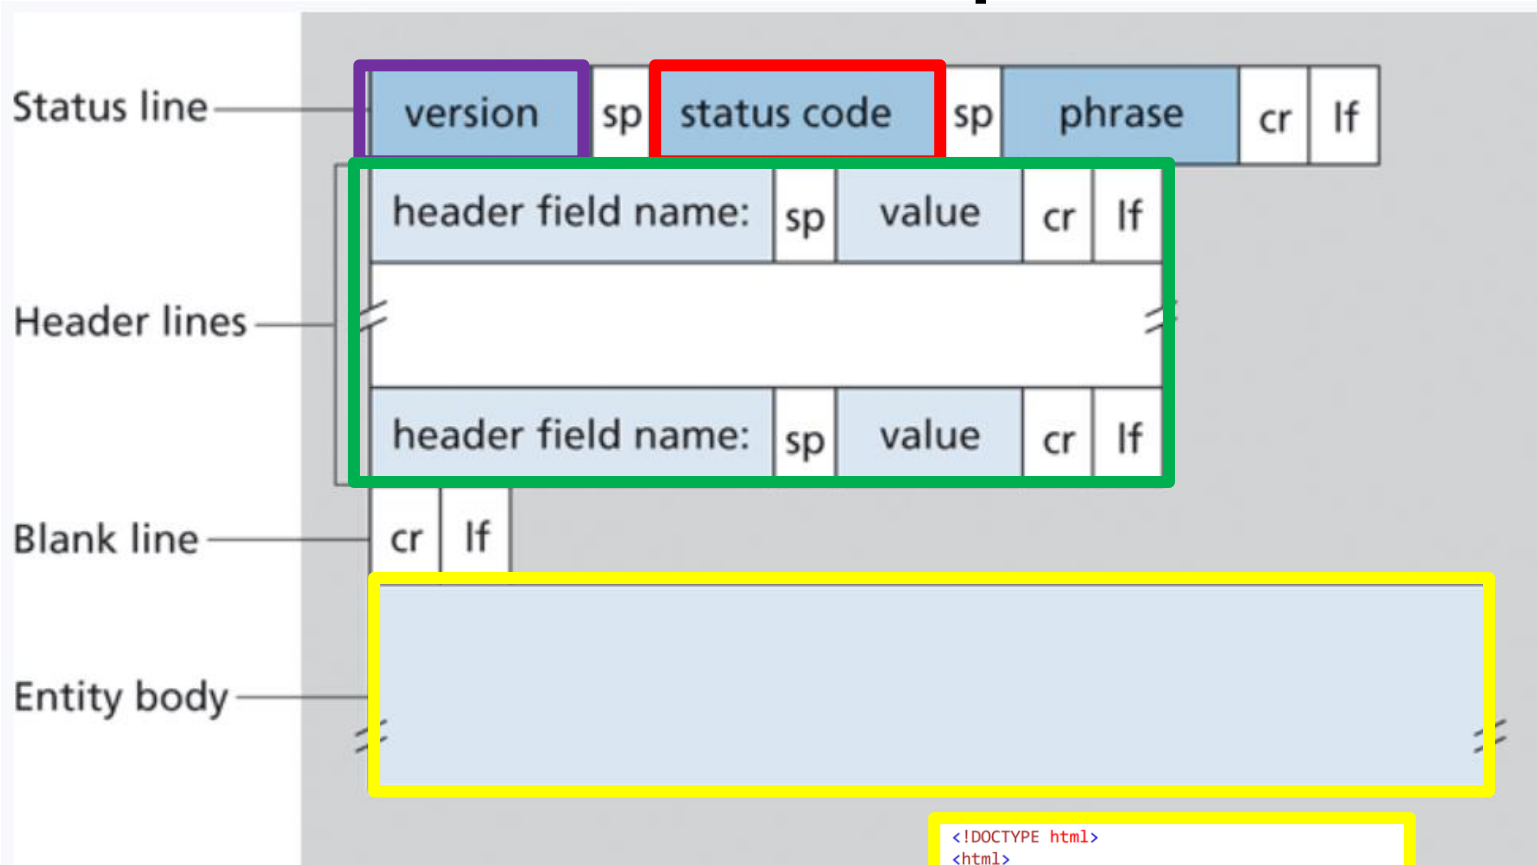 Status line version sp status code sp phrase cr lf
header field name: sp value cr lf
Header lines
header field name: sp value cr lf
Blank line cr lf
Entity body
<!DOCTYPE html>
<html>